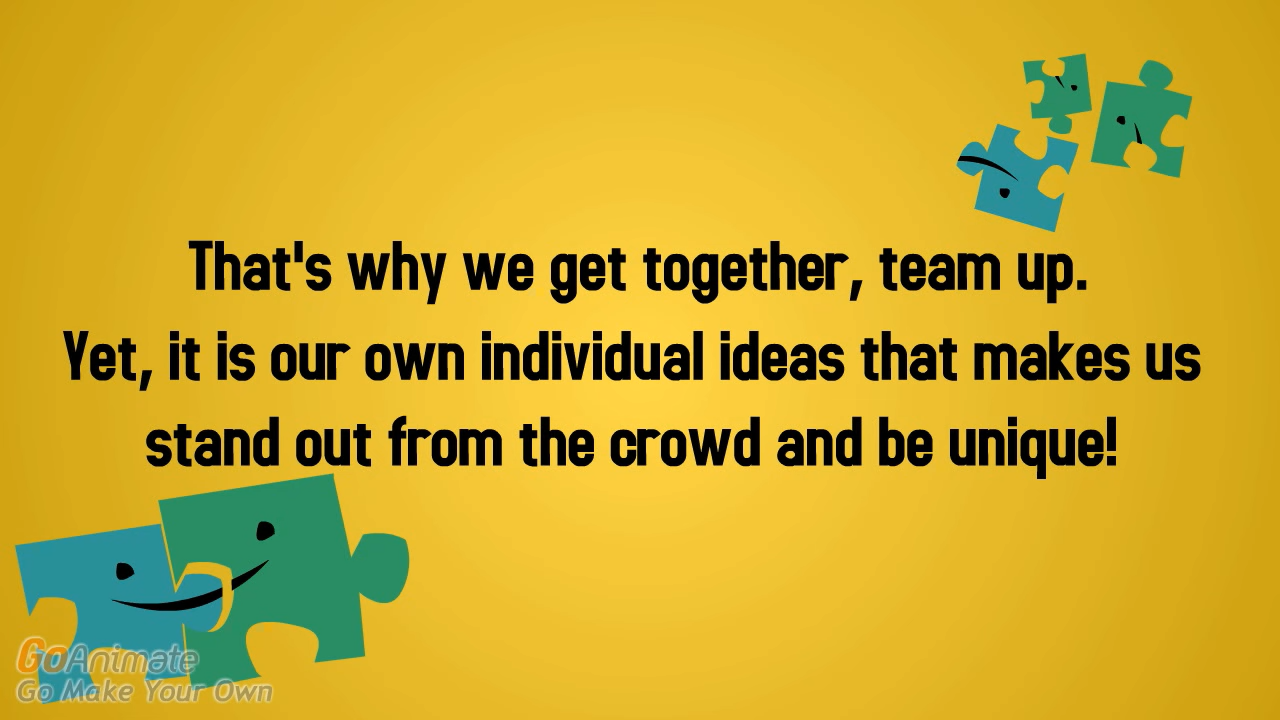 That's why we get together, team up.
Yet, it is our own individual ideas that makes us
stand out from the crowd and be unique!
GoAnimate
Go Make Your Own